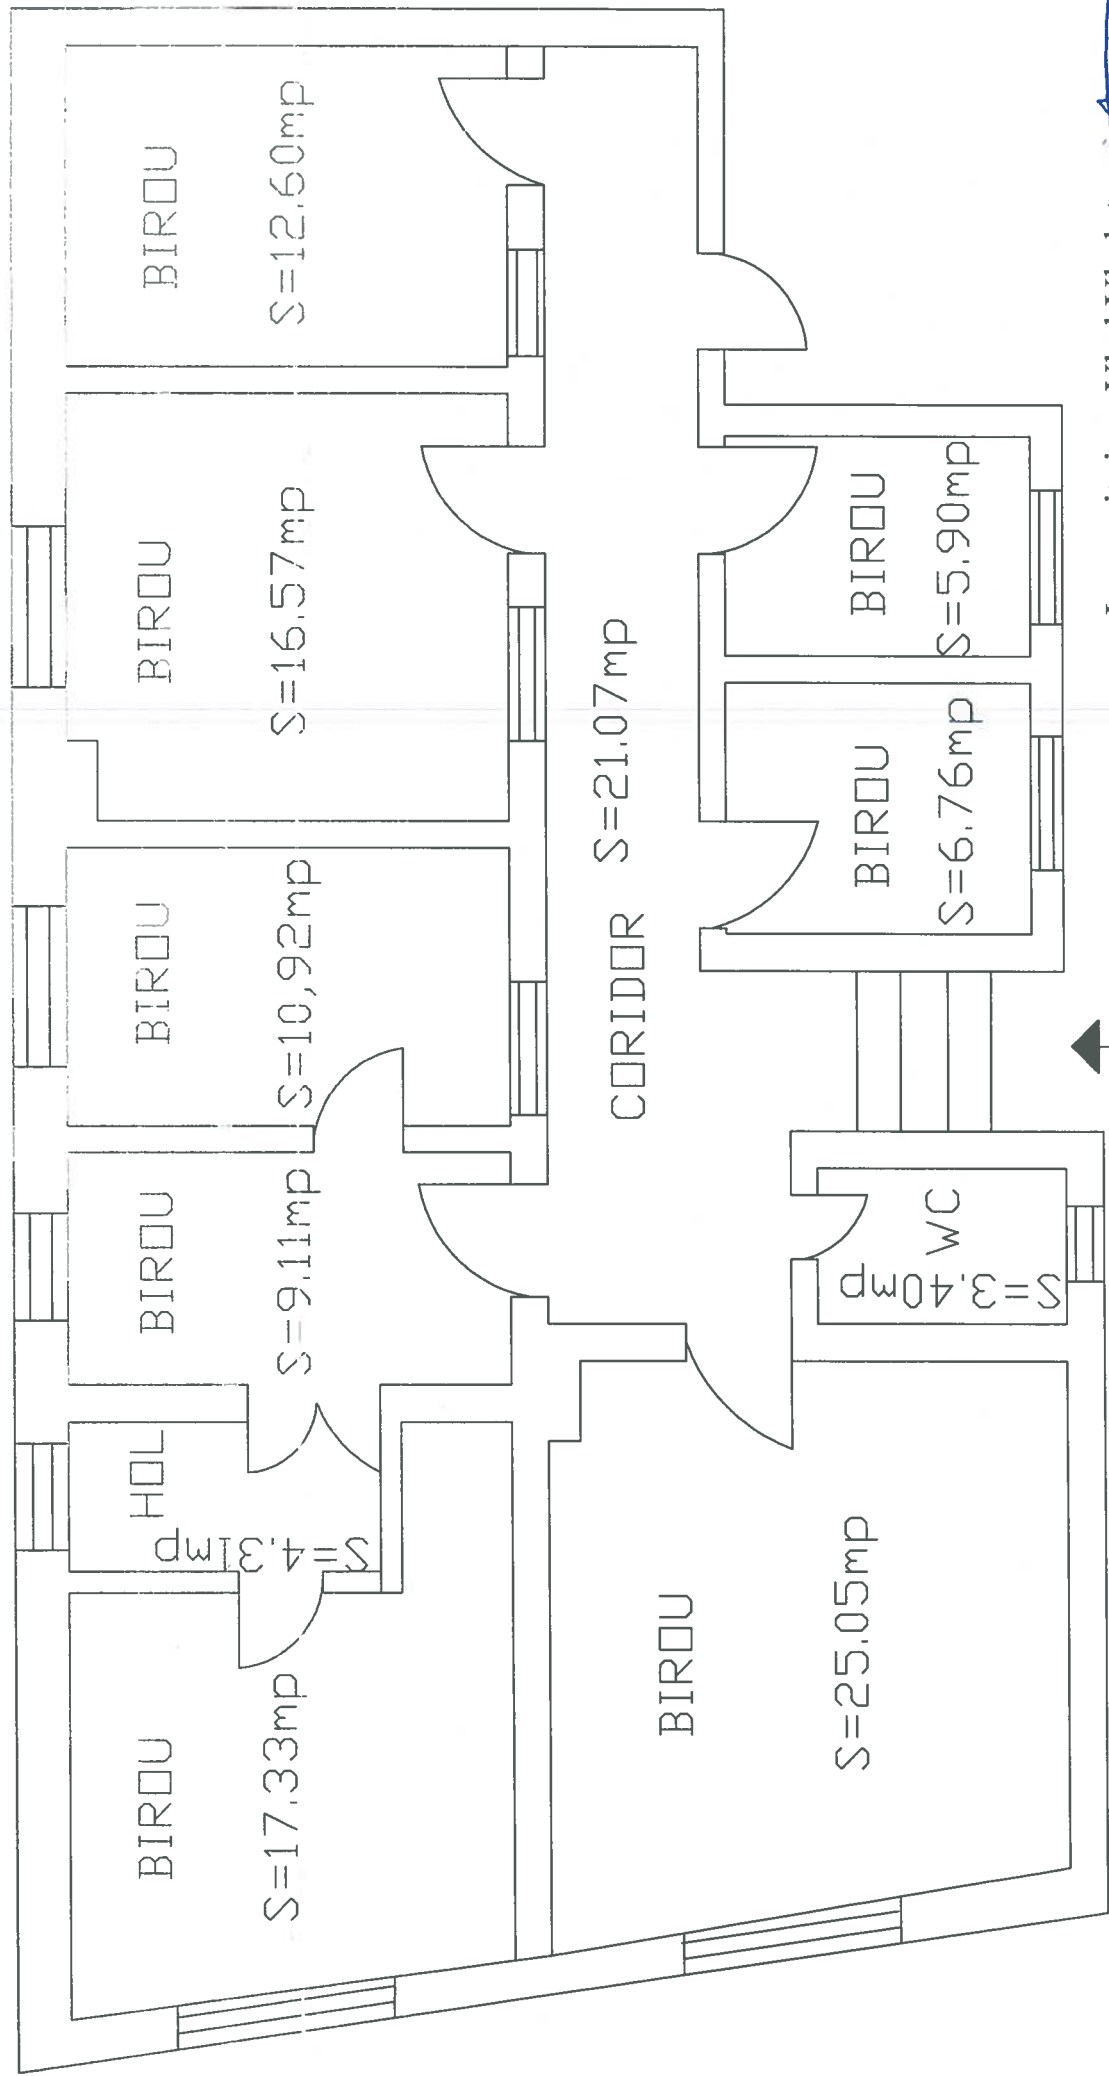 BIROU
S=12.60mp
BIROU
S=16.57mp
BIROU
S=10,92mp
BIROU
S=9.11mp
HOL
S=4.31mp
BIROU
S=17.33mp
CORIDOR S=21.07mp
BIROU
S=5.90mp
BIROU
S=6.76mp
WC
S=3.40mp
BIROU
S=25.05mp